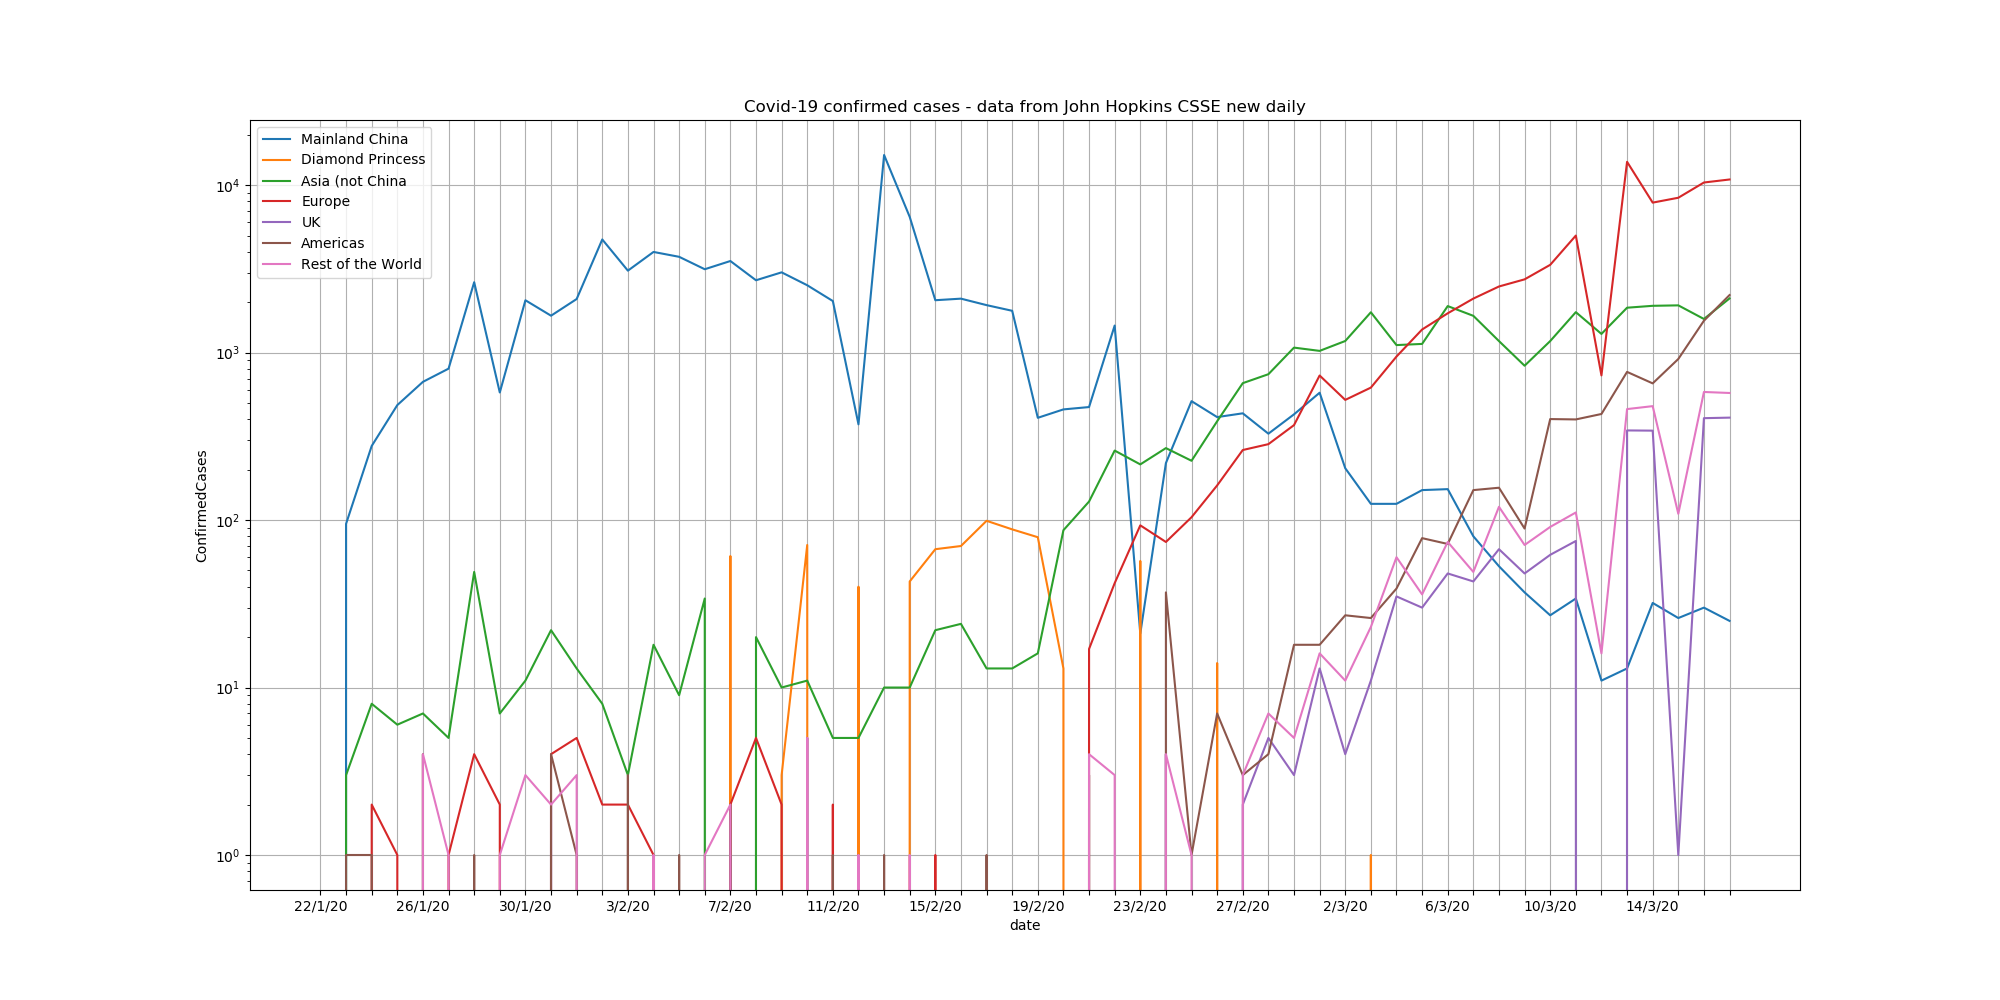 Covid-19 confirmed cases - data from John Hopkins CSSE new daily
Mainland China
Diamond Princess
Asia (not China
Europe
UK
Americas
Rest of the World
10⁴
10³
10²
10¹
10⁰
ConfirmedCases
22/1/20 26/1/20 30/1/20 3/2/20 7/2/20 11/2/20 15/2/20 19/2/20 23/2/20 27/2/20 2/3/20 6/3/20 10/3/20 14/3/20
date